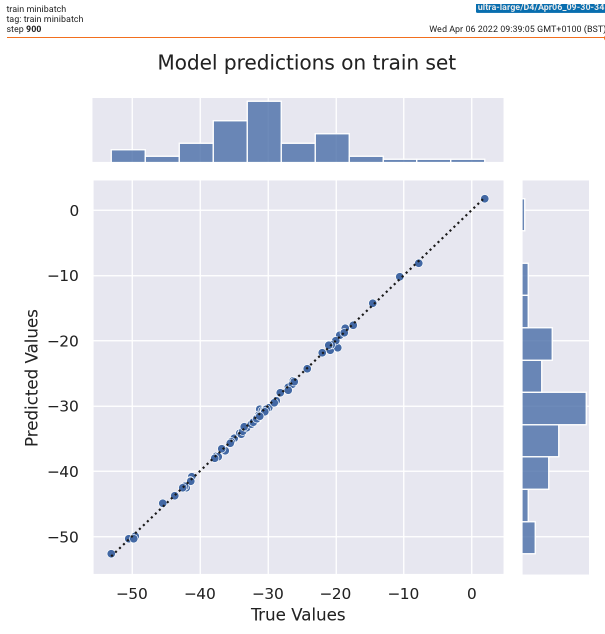 train minibatch
ultra-large/D4/Apr06_09-30-34
tag: train minibatch
step 900
Wed Apr 06 2022 09:39:05 GMT+0100 (BST)
Model predictions on train set
0
−10
−20
−30
−40
−50
Predicted Values
−50 −40 −30 −20 −10 0
True Values